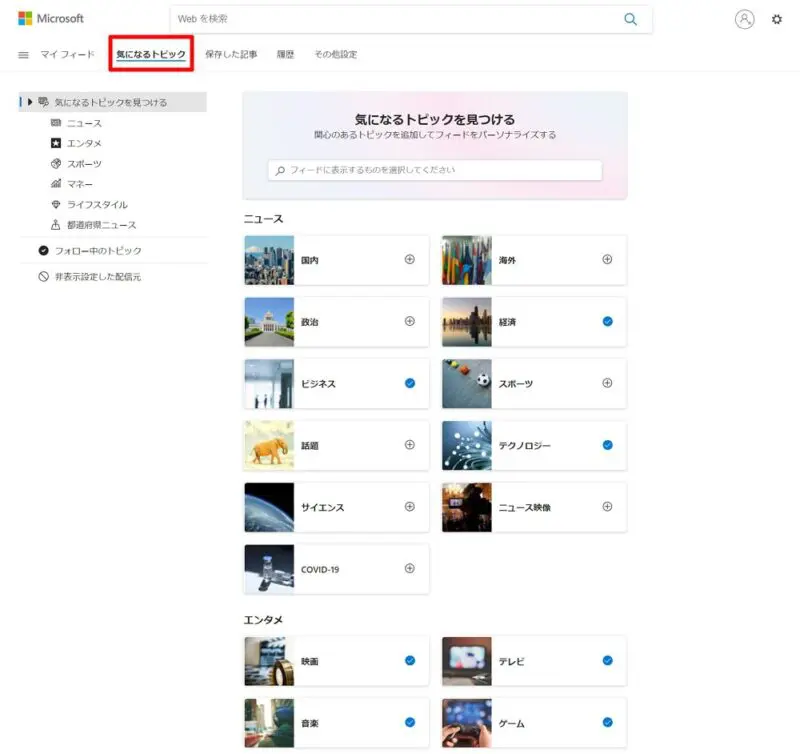 Microsoft
Web を検索
マイ フィード
気になるトピック
保存した記事
履歴
その他設定
気になるトピックを見つける
ニュース
エンタメ
スポーツ
マネー
ライフスタイル
都道府県ニュース
フォロー中のトピック
非表示設定した配信元
気になるトピックを見つける
関心のあるトピックを追加してフィードをパーソナライズする
フィードに表示するものを選択してください
ニュース
国内
海外
政治
経済
ビジネス
スポーツ
話題
テクノロジー
サイエンス
ニュース映像
COVID-19
エンタメ
映画
テレビ
音楽
ゲーム